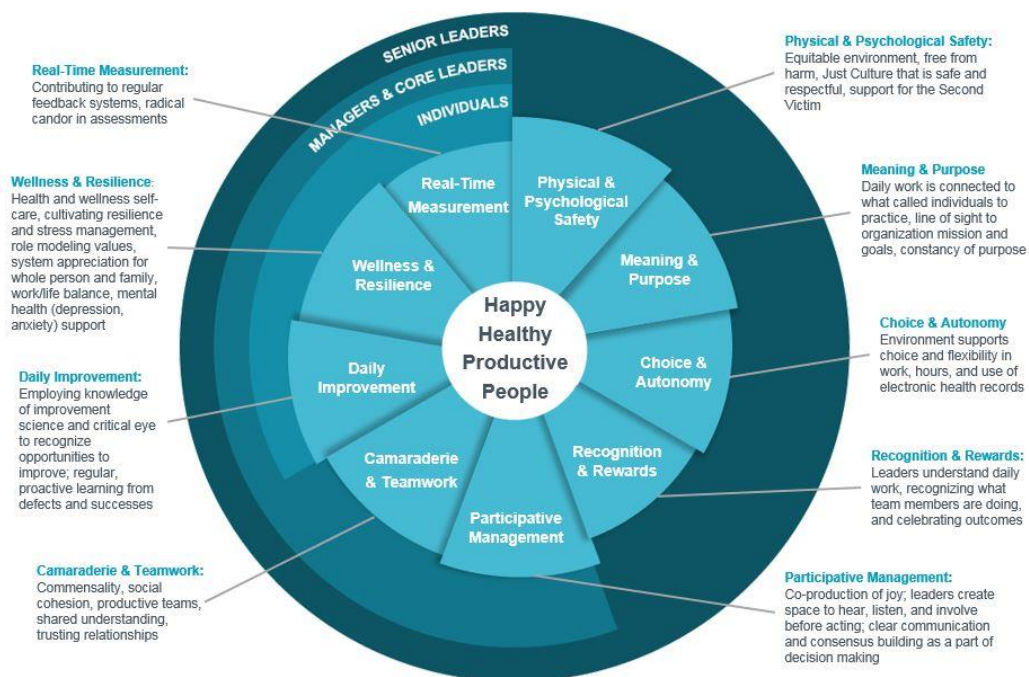 SENIOR LEADERS
MANAGERS & CORE LEADERS
INDIVIDUALS
Real-Time Measurement:
Contributing to regular
feedback systems, radical
candor in assessments
Wellness & Resilience:
Health and wellness self-
care, cultivating resilience
and stress management,
role modeling values,
system appreciation for
whole person and family,
work/life balance, mental
health (depression,
anxiety) support
Daily Improvement:
Employing knowledge
of improvement
science and critical eye
to recognize
opportunities to
improve; regular,
proactive learning from
defects and successes
Camaraderie & Teamwork:
Commensality, social
cohesion, productive teams,
shared understanding,
trusting relationships
Real-Time
Measurement
Physical &
Psychological
Safety
Wellness &
Resilience
Meaning &
Purpose
Happy
Healthy
Productive
People
Daily
Improvement
Choice &
Autonomy
Camaraderie
& Teamwork
Recognition
& Rewards
Participative
Management
Physical & Psychological Safety:
Equitable environment, free from
harm, Just Culture that is safe and
respectful, support for the Second
Victim
Meaning & Purpose
Daily work is connected to
what called individuals to
practice, line of sight to
organization mission and
goals, constancy of purpose
Choice & Autonomy
Environment supports
choice and flexibility in
work, hours, and use of
electronic health records
Recognition & Rewards:
Leaders understand daily
work, recognizing what
team members are doing,
and celebrating outcomes
Participative Management:
Co-production of joy; leaders create
space to hear, listen, and involve
before acting; clear communication
and consensus building as a part of
decision making